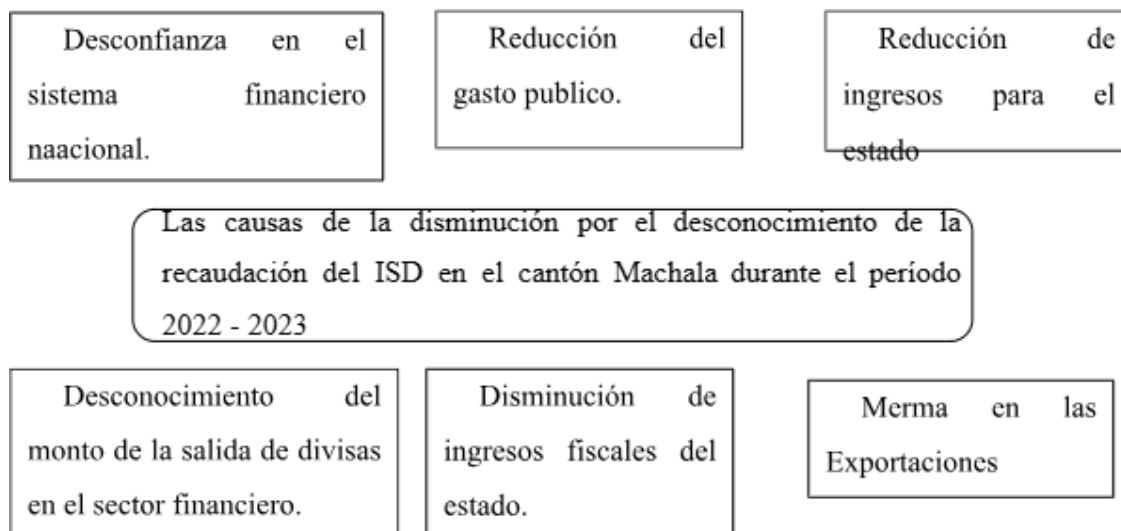 Desconfianza en el
sistema financiero
naacional.
Reducción del
gasto publico.
Reducción de
ingresos para el
estado
Las causas de la disminución por el desconocimiento de la
recaudación del ISD en el cantón Machala durante el período
2022 - 2023
Desconocimiento del
monto de la salida de divisas
en el sector financiero.
Disminución de
ingresos fiscales del
estado.
Merma en las
Exportaciones